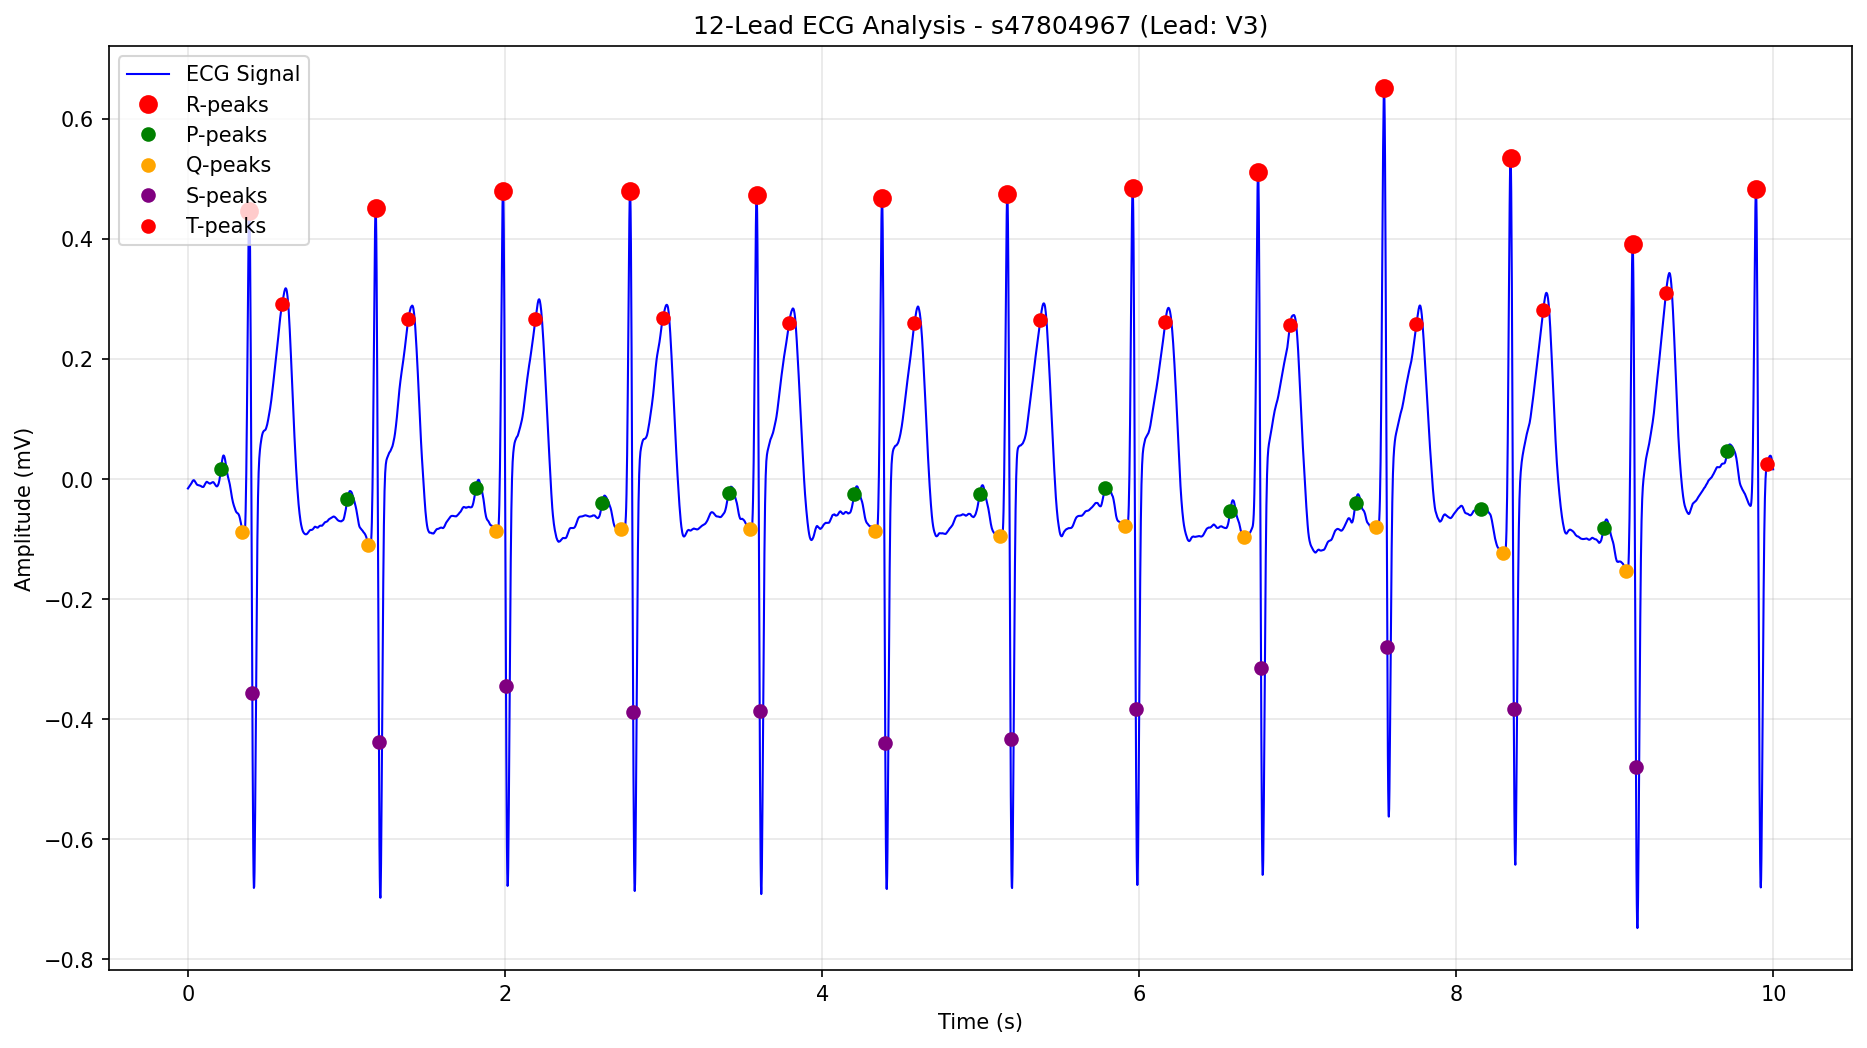 12-Lead ECG Analysis - s47804967 (Lead: V3)
ECG Signal
R-peaks
P-peaks
Q-peaks
S-peaks
T-peaks
Amplitude (mV)
0.6
0.4
0.2
0.0
−0.2
−0.4
−0.6
−0.8
0 2 4 6 8 10
Time (s)